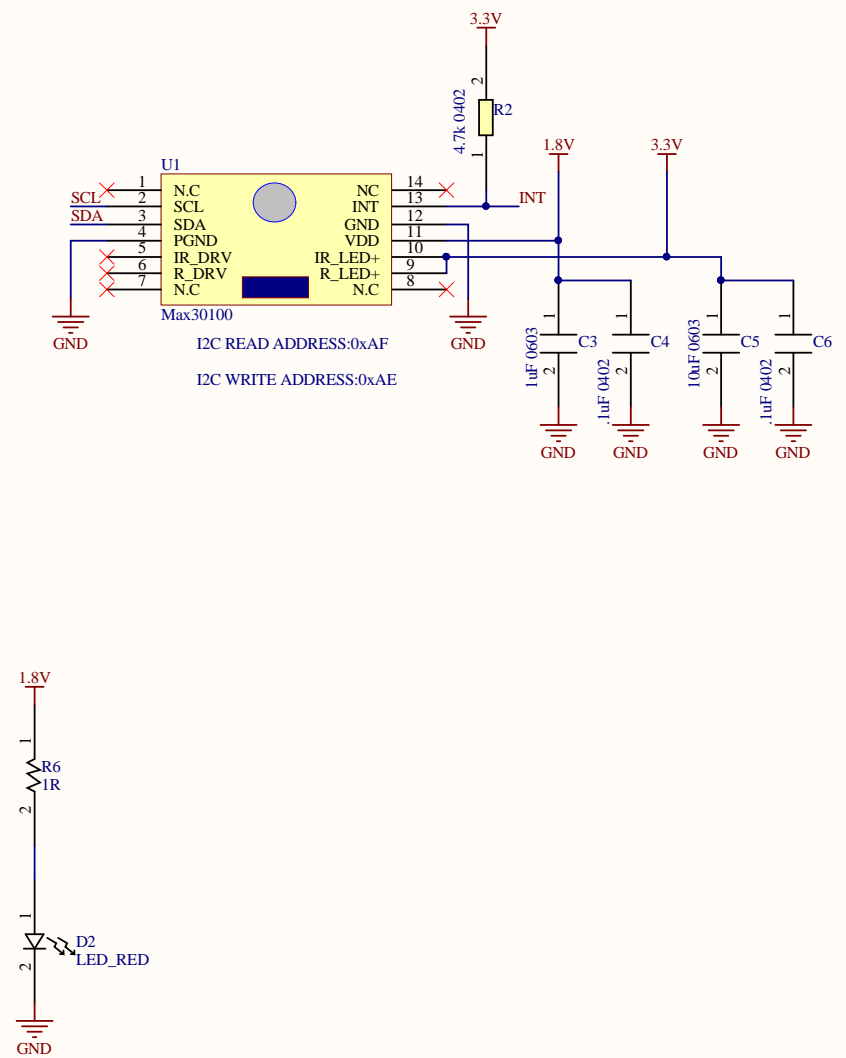 3.3V
2
4.7k 0402
R2
1
1.8V
3.3V
U1
1 N.C NC 14
SCL 2 SCL INT 13 INT
SDA 3 SDA GND 12
4 PGND VDD 11
5 IR_DRV IR_LED+ 10
6 R_DRV R_LED+ 9
7 N.C N.C 8
Max30100
GND
GND
I2C READ ADDRESS:0xAF
I2C WRITE ADDRESS:0xAE
1 1 1 1
1uF 0603 C3
.1uF 0402 C4
10uF 0603 C5
.1uF 0402 C6
2 2 2 2
GND GND GND GND
1.8V
1
R6
1R
2
1
D2
LED_RED
2
GND